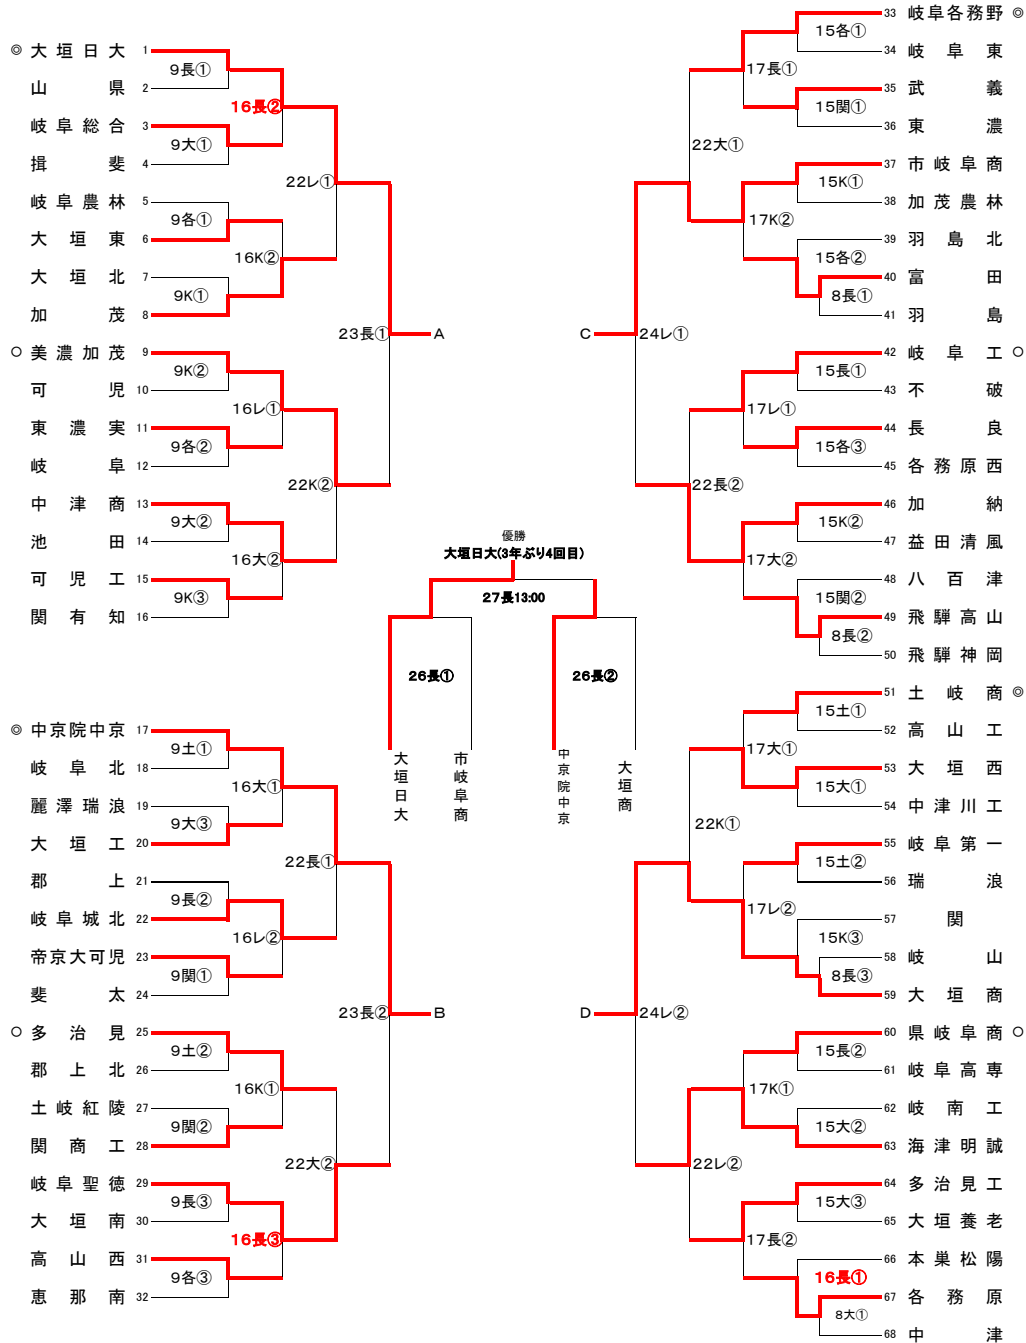 ◎ 大垣日大 1
9長①
山県 2
16長②
岐阜総合 3
9大①
揖斐 4
22レ①
岐阜農林 5
9各①
大垣東 6
16K②
大垣北 7
9K①
加茂 8
23長① A
○ 美濃加茂 9
9K②
可児 10
16レ①
東濃実 11
9各②
岐阜 12
22K②
中津商 13
9大②
池田 14
16大②
可児工 15
9K③
関有知 16
◎ 中京院中京 17
9土①
岐阜北 18
16大①
麗澤瑞浪 19
9大③
大垣工 20
22長①
郡上 21
9長②
岐阜城北 22
16レ②
帝京大可児 23
9関①
斐太 24
23長② B
○ 多治見 25
9土②
郡上北 26
16K①
土岐紅陵 27
9関②
関商工 28
22大②
岐阜聖徳 29
9長③
大垣南 30
16長③
高山西 31
9各③
恵那南 32
優勝
大垣日大(3年ぶり4回目)
27長13:00
26長①
26長②
大垣日大
市岐阜商
中京院中京
大垣商
33 岐阜各務野 ◎
15各①
34 岐阜東
17長①
35 武義
15関①
36 東濃
22大①
37 市岐阜商
15K①
38 加茂農林
17K②
39 羽島北
15各②
40 富田
8長①
41 羽島
C 24レ①
42 岐阜工 ○
15長①
43 不破
17レ①
44 長良
15各③
45 各務原西
22長②
46 加納
15K②
47 益田清風
17大②
48 八百津
15関②
49 飛騨高山
8長②
50 飛騨神岡
51 土岐商 ◎
15土①
52 高山工
17大①
53 大垣西
15大①
54 中津川工
22K①
55 岐阜第一
15土②
56 瑞浪
17レ②
57 関
15K③
58 岐山
8長③
59 大垣商
D 24レ②
60 県岐阜商 ○
15長②
61 岐阜高専
17K①
62 岐南工
15大②
63 海津明誠
22レ②
64 多治見工
15大③
65 大垣養老
17長②
66 本巣松陽
16長①
67 各務原
8大①
68 中津